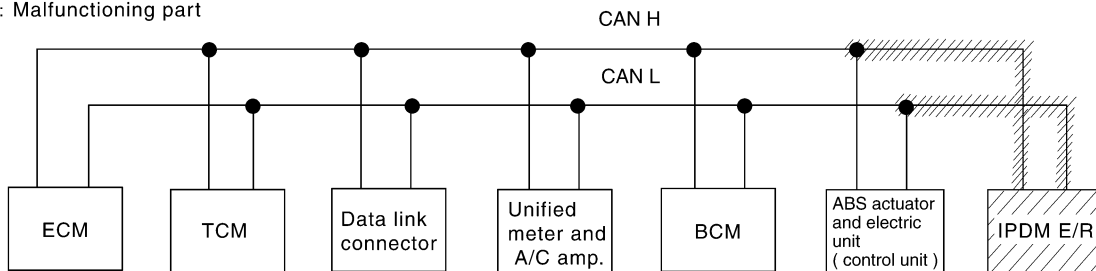 : Malfunctioning part
CAN H
CAN L
ECM
TCM
Data link
connector
Unified
meter and
A/C amp.
BCM
ABS actuator
and electric
unit
( control unit )
IPDM E/R